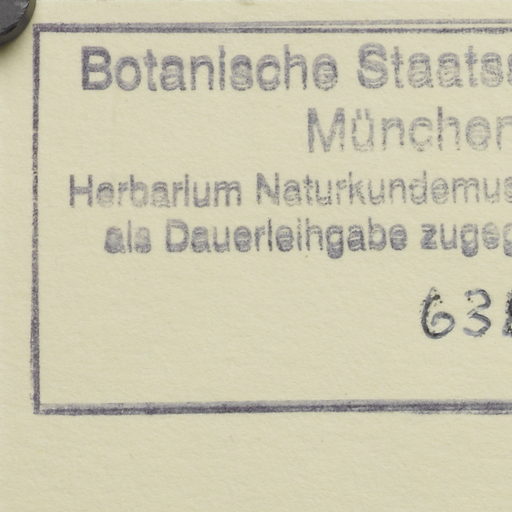 Botanische Staats
München
Herbarium Naturkundemus
als Dauerleihgabe zugeg
63